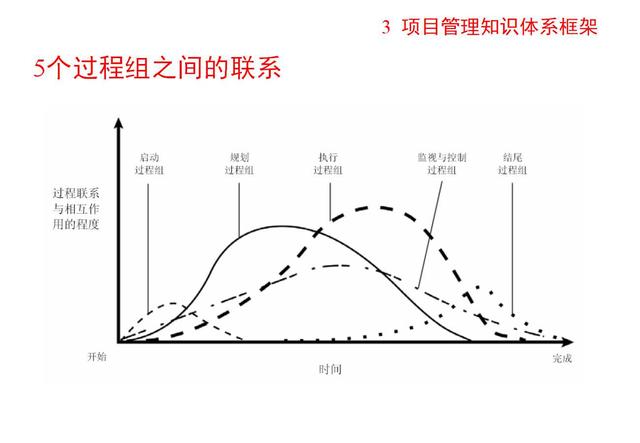 3 项目管理知识体系框架
5个过程组之间的联系
启动
过程组
规划
过程组
执行
过程组
监视与控制
过程组
结尾
过程组
过程联系
与相互作
用的程度
开始
时间
完成